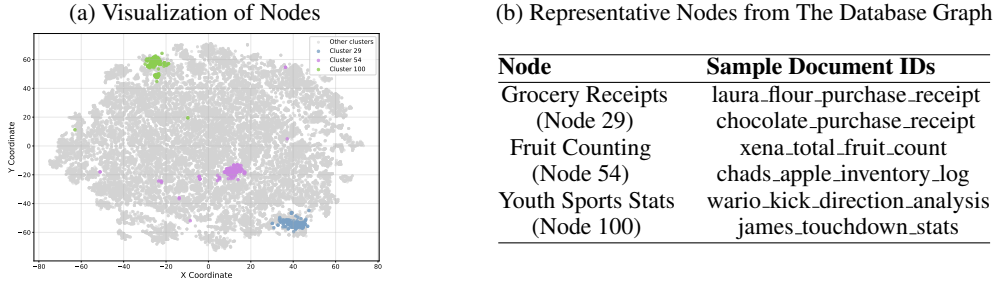 (a) Visualization of Nodes
Other clusters
Cluster 29
Cluster 54
Cluster 100
Y Coordinate
60
40
20
0
−20
−40
−60
−80
−60
−40
−20
0
20
40
60
80
X Coordinate
(b) Representative Nodes from The Database Graph
Node Sample Document IDs
Grocery Receipts laura_flour_purchase_receipt
(Node 29) chocolate_purchase_receipt
Fruit Counting xena_total_fruit_count
(Node 54) chads_apple_inventory_log
Youth Sports Stats wario_kick_direction_analysis
(Node 100) james_touchdown_stats